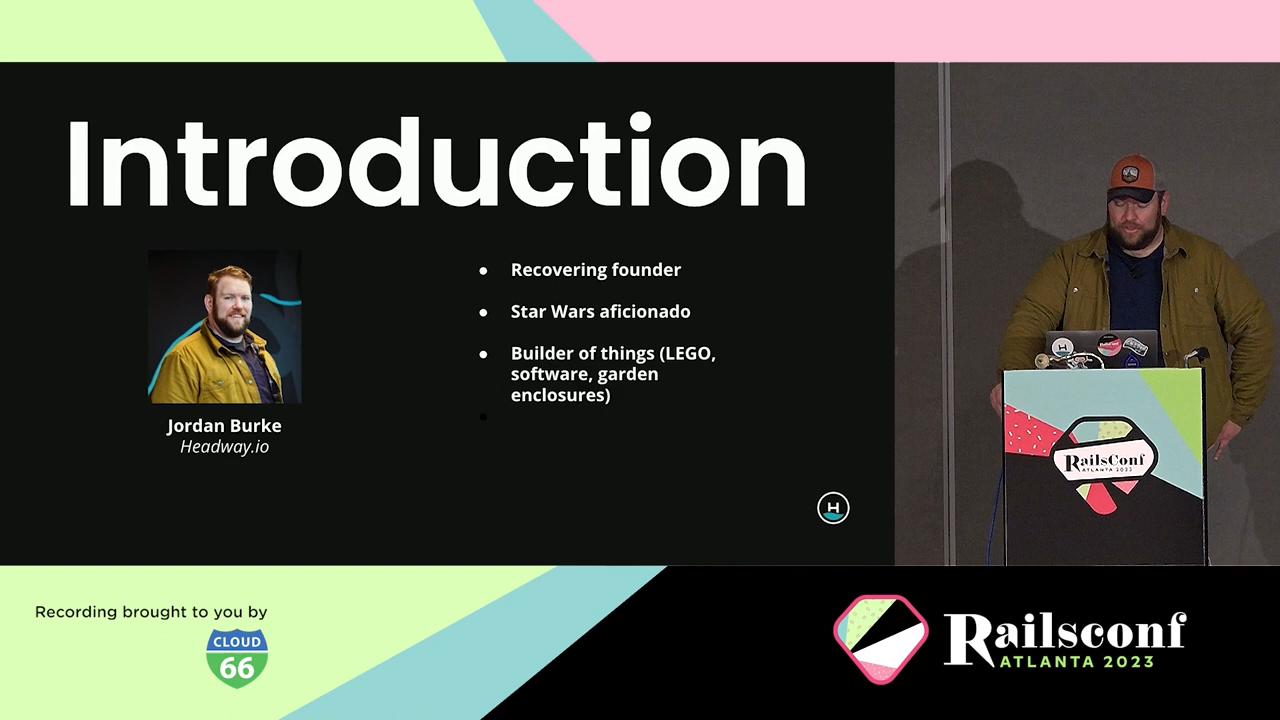 Introduction
Recovering founder
Star Wars aficionado
Builder of things (LEGO,
software, garden
enclosures)
Jordan Burke
Headway.io
H
RailsConf
ATLANTA 2023
Recording brought to you by
CLOUD
66
Railsconf
ATLANTA 2023